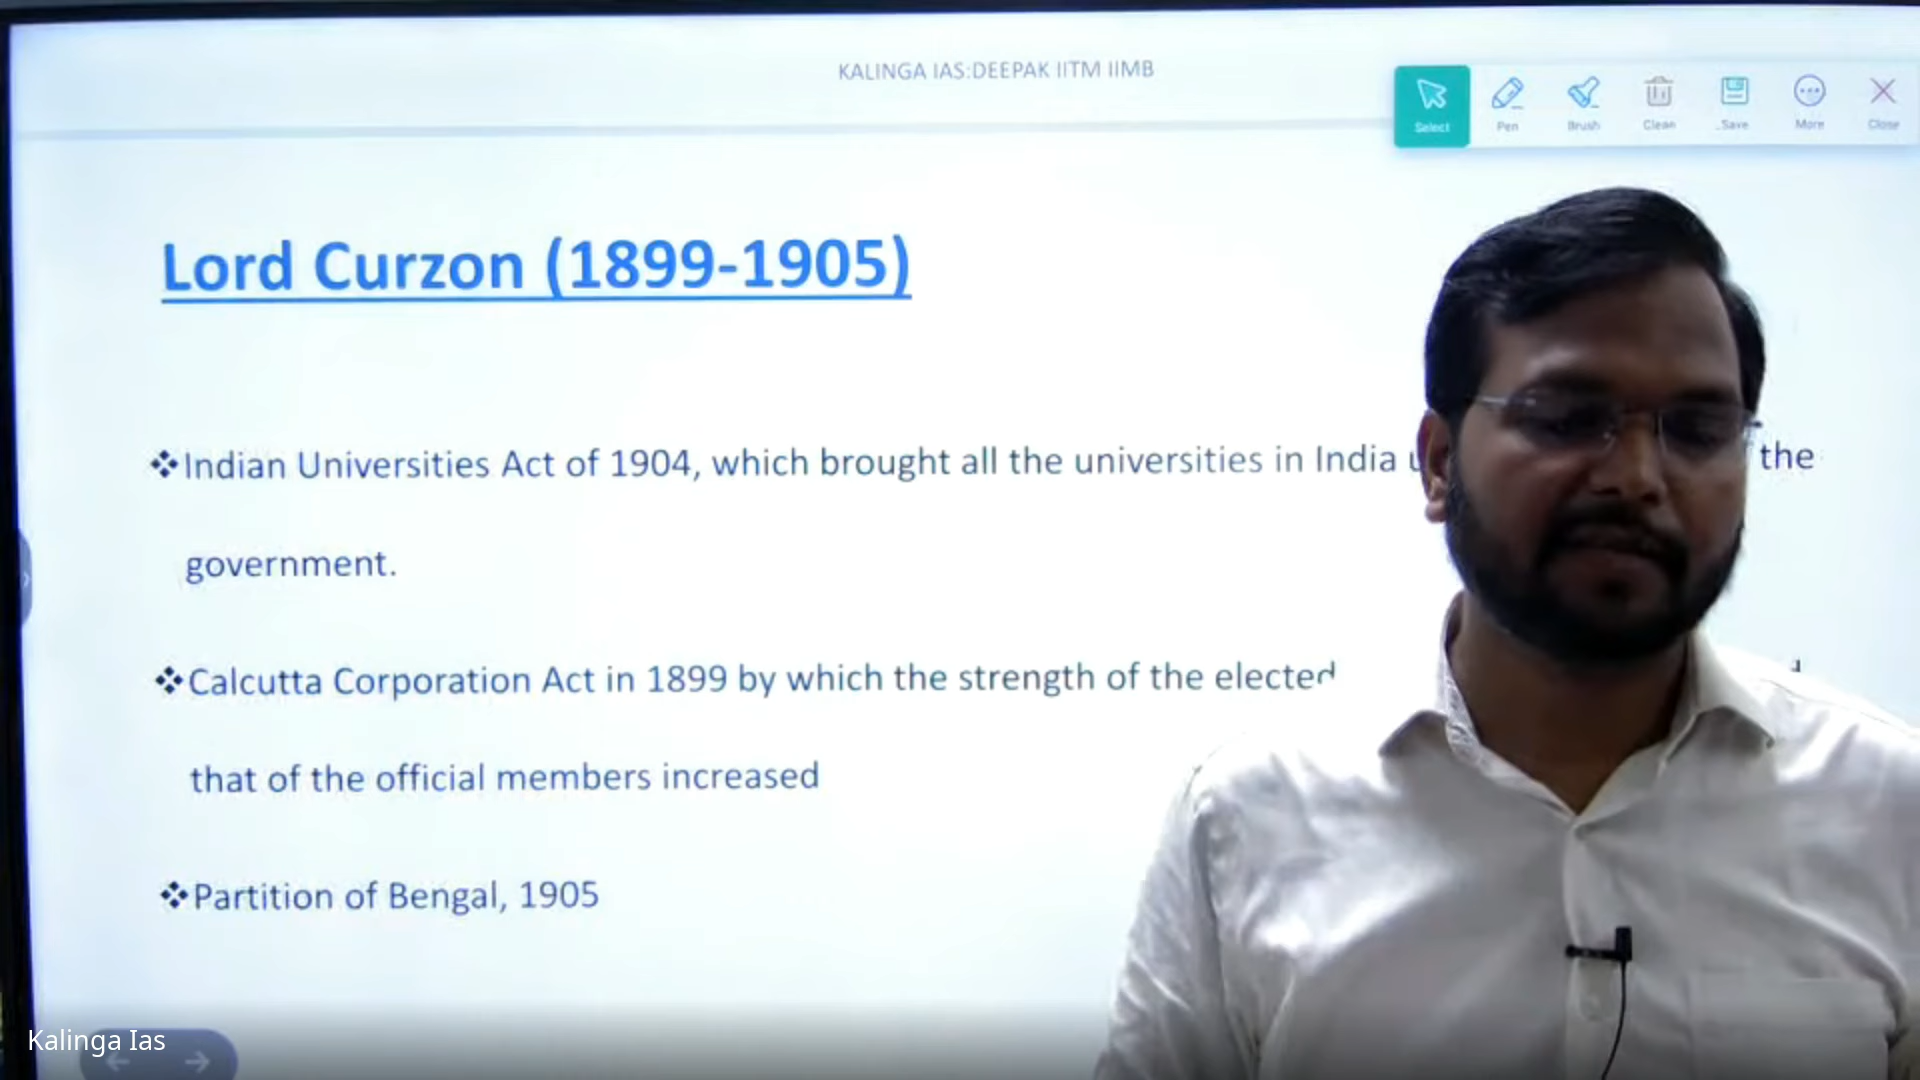 KALINGA IAS:DEEPAK IITM IIMB
Select Pen Brush Clean Save More Close
Lord Curzon (1899-1905)
❖Indian Universities Act of 1904, which brought all the universities in India the
government.
❖Calcutta Corporation Act in 1899 by which the strength of the elected
that of the official members increased
❖Partition of Bengal, 1905
Kalinga Ias